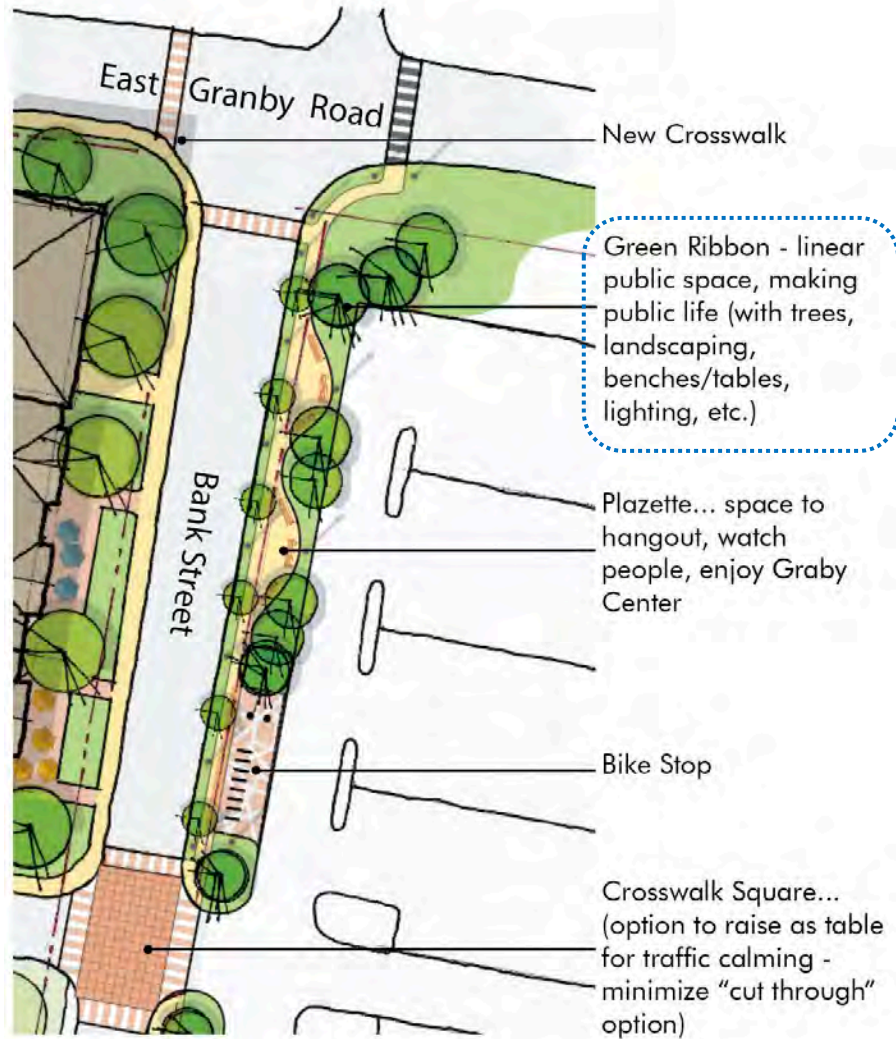 East Granby Road
New Crosswalk
Green Ribbon - linear
public space, making
public life (with trees,
landscaping,
benches/tables,
lighting, etc.)
Bank Street
Plazette... space to
hangout, watch
people, enjoy Graby
Center
Bike Stop
Crosswalk Square...
(option to raise as table
for traffic calming -
minimize “cut through”
option)